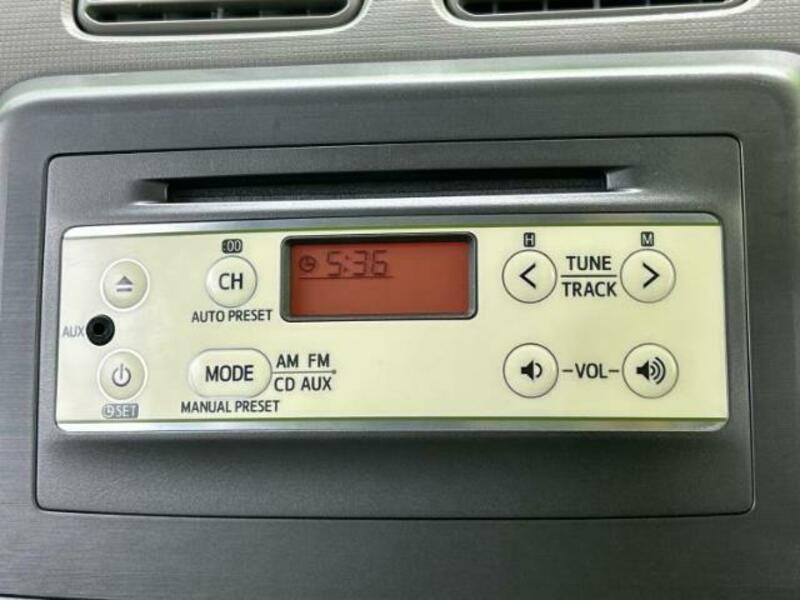 :00
H
M
5:36
CH
TUNE
TRACK
AUTO PRESET
AUX
MODE
AM FM
CD AUX
-VOL-
SET
MANUAL PRESET